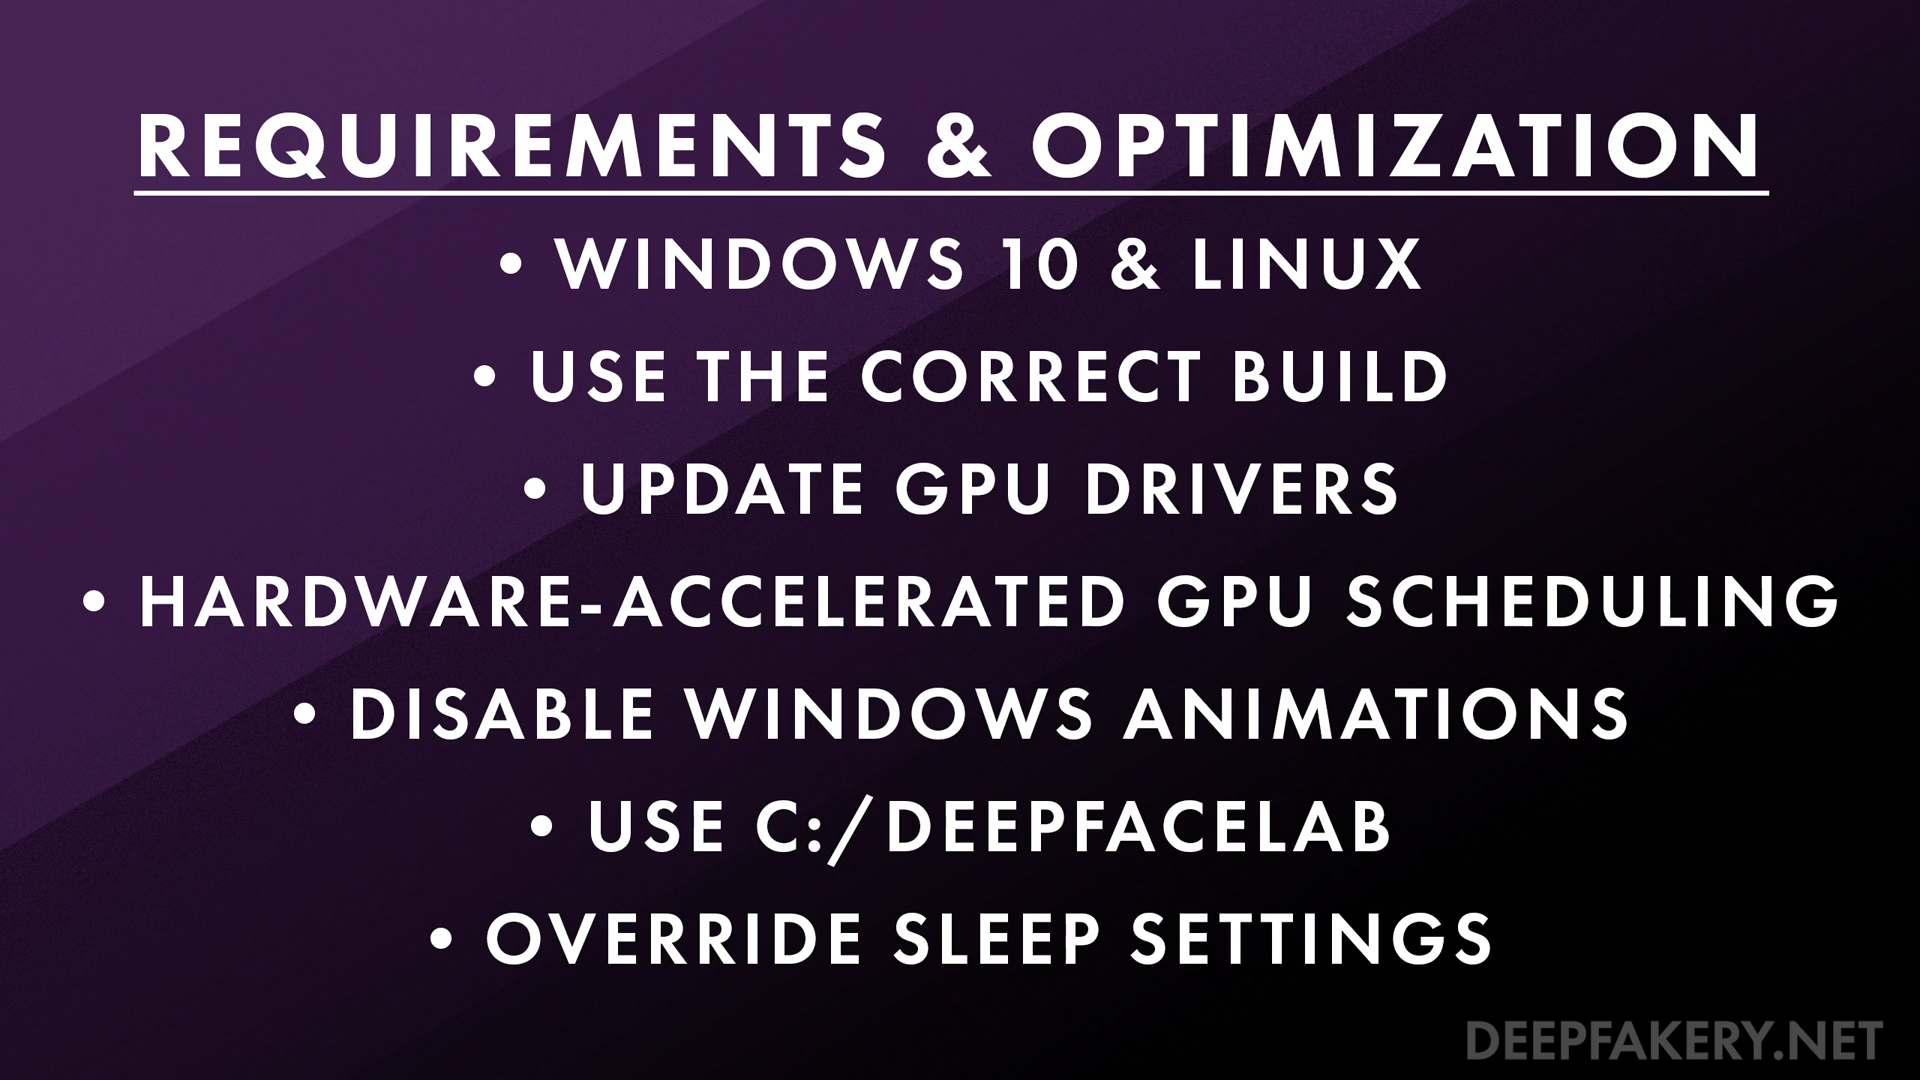 REQUIREMENTS & OPTIMIZATION
• WINDOWS 10 & LINUX
• USE THE CORRECT BUILD
• UPDATE GPU DRIVERS
• HARDWARE-ACCELERATED GPU SCHEDULING
• DISABLE WINDOWS ANIMATIONS
• USE C:/DEEPFACELAB
• OVERRIDE SLEEP SETTINGS
DEEPFAKERY.NET